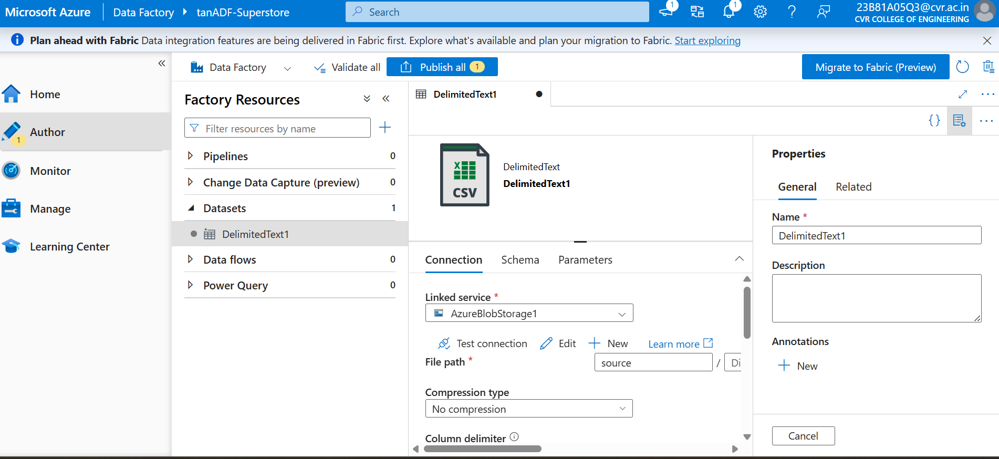 Microsoft Azure Data Factory tanADF-Superstore Search 1 1 23B81A05Q3@cvr.ac.in
CVR COLLEGE OF ENGINEERING
Plan ahead with Fabric Data integration features are being delivered in Fabric first. Explore what's available and plan your migration to Fabric. Start exploring
Home
Author
1
Monitor
Manage
Learning Center
Data Factory Validate all Publish all 1 Migrate to Fabric (Preview)
Factory Resources
Filter resources by name
Pipelines 0
Change Data Capture (preview) 0
Datasets 1
DelimitedText1
Data flows 0
Power Query 0
DelimitedText1
CSV
DelimitedText
DelimitedText1
Connection Schema Parameters
Linked service *
AzureBlobStorage1
Test connection Edit New Learn more
File path * source / Di
Compression type
No compression
Column delimiter
Properties
General Related
Name *
DelimitedText1
Description
Annotations
New
Cancel